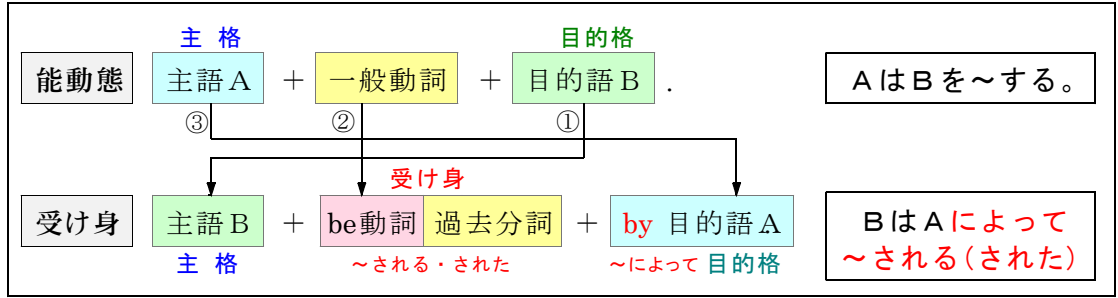 主 格 目的格
能動態 主語A + 一般動詞 + 目的語B . AはBを～する。
③ ② ①
受け身
受け身 主語B + be動詞 過去分詞 + by 目的語A BはAによって
～される(された)
主 格 ～される・された ～によって 目的格